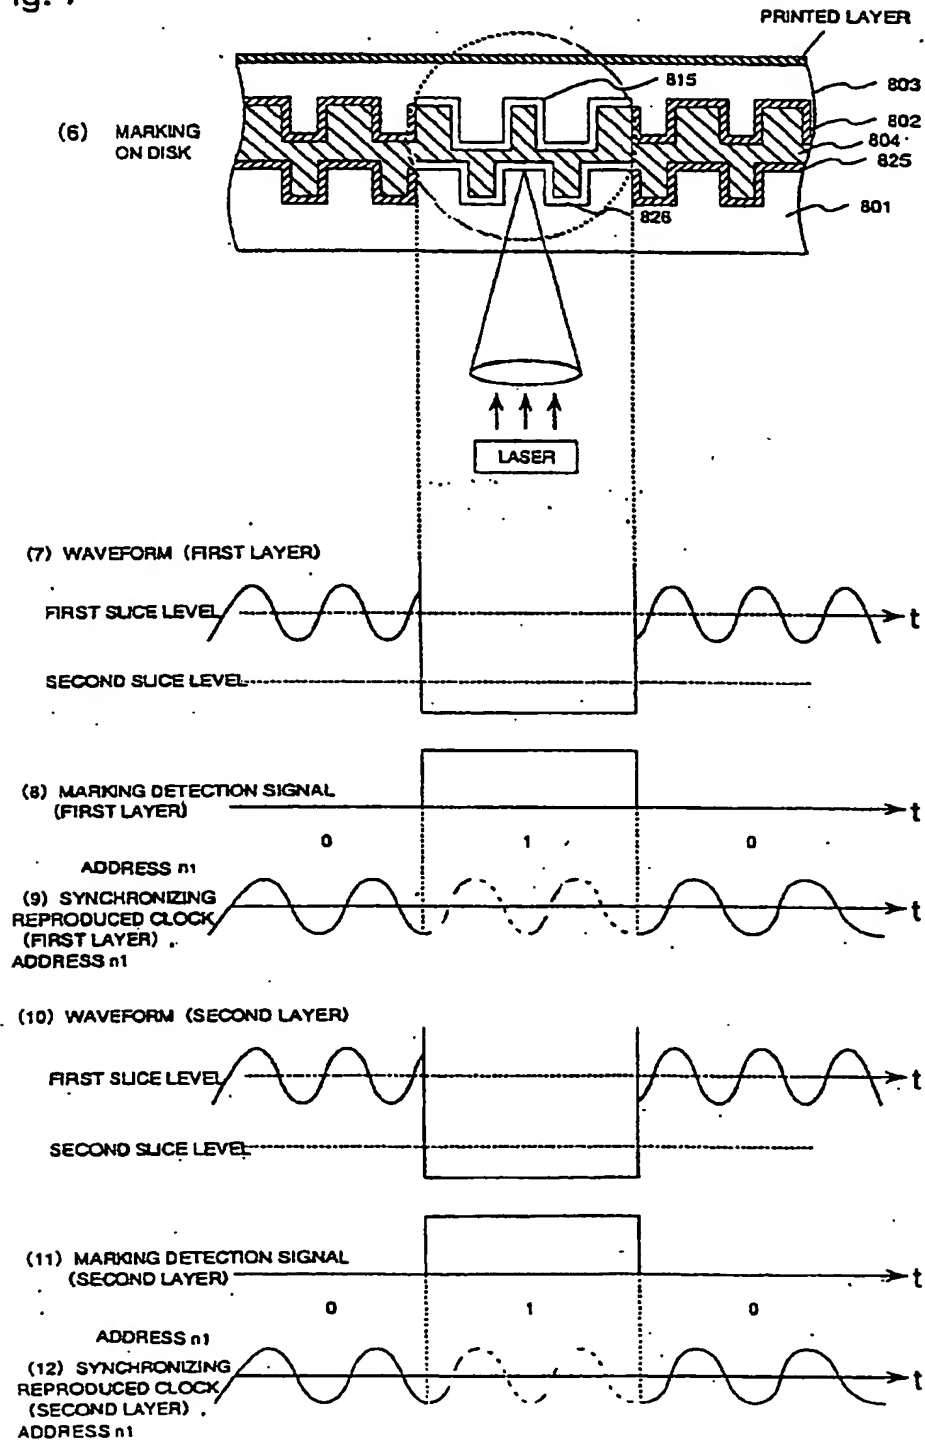 PRINTED LAYER
815
803
(6) MARKING
ON DISK
802
804
825
826
801
LASER
(7) WAVEFORM (FIRST LAYER)
FIRST SLICE LEVEL
t
SECOND SLICE LEVEL
(8) MARKING DETECTION SIGNAL
(FIRST LAYER)
t
0 1 0
ADDRESS n1
(9) SYNCHRONIZING
REPRODUCED CLOCK
(FIRST LAYER)
ADDRESS n1
t
(10) WAVEFORM (SECOND LAYER)
FIRST SLICE LEVEL
t
SECOND SLICE LEVEL
(11) MARKING DETECTION SIGNAL
(SECOND LAYER)
t
0 1 0
ADDRESS n1
(12) SYNCHRONIZING
REPRODUCED CLOCK
(SECOND LAYER)
ADDRESS n1
t